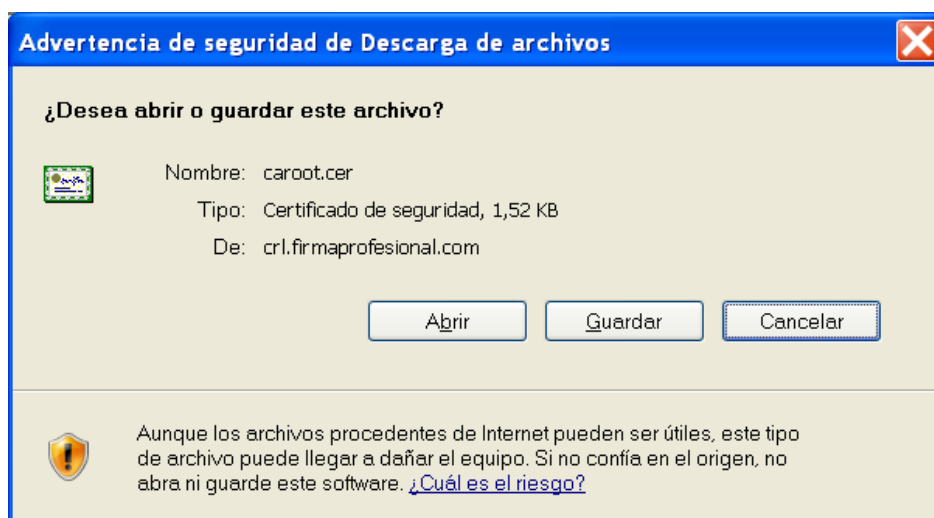 Advertencia de seguridad de Descarga de archivos
¿Desea abrir o guardar este archivo?
Nombre: caroot.cer
Tipo: Certificado de seguridad, 1,52 KB
De: crl.firmaprofesional.com
Abrir Guardar Cancelar
Aunque los archivos procedentes de Internet pueden ser útiles, este tipo
de archivo puede llegar a dañar el equipo. Si no confía en el origen, no
abra ni guarde este software. ¿Cuál es el riesgo?